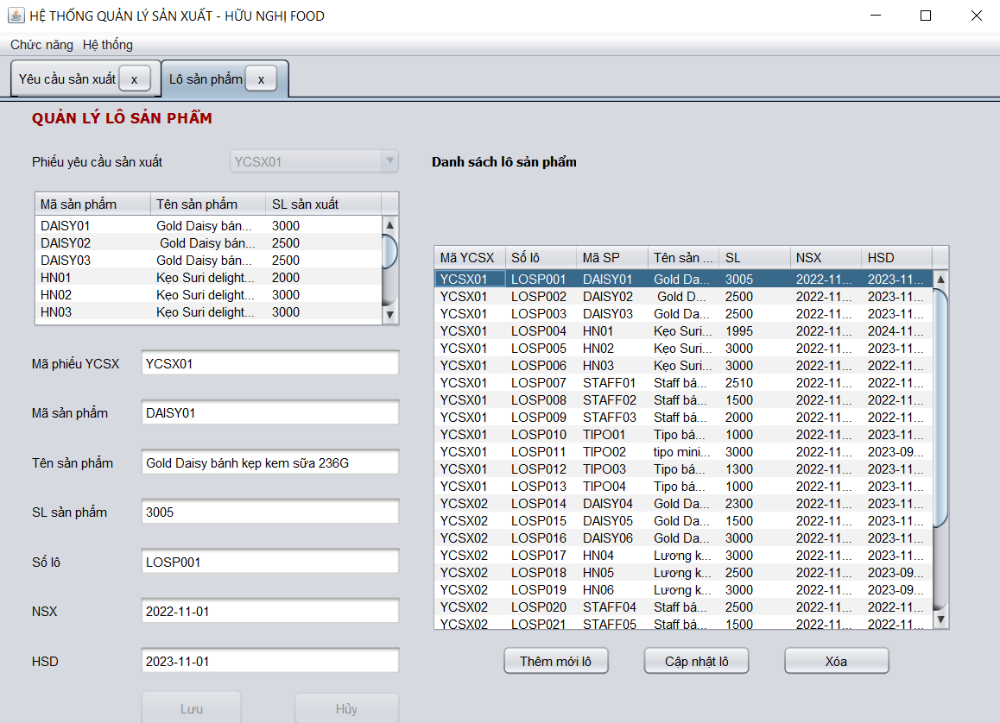 HỆ THỐNG QUẢN LÝ SẢN XUẤT - HỮU NGHỊ FOOD
Chức năng Hệ thống
Yêu cầu sản xuất x Lô sản phẩm x
QUẢN LÝ LÔ SẢN PHẨM
Phiếu yêu cầu sản xuất YCSX01
Mã sản phẩm Tên sản phẩm SL sản xuất
DAISY01 Gold Daisy bán... 3000
DAISY02 Gold Daisy bán... 2500
DAISY03 Gold Daisy bán... 2500
HN01 Kẹo Suri delight... 2000
HN02 Kẹo Suri delight... 3000
HN03 Kẹo Suri delight... 3000
Mã phiếu YCSX YCSX01
Mã sản phẩm DAISY01
Tên sản phẩm Gold Daisy bánh kẹp kem sữa 236G
SL sản phẩm 3005
Số lô LOSP001
NSX 2022-11-01
HSD 2023-11-01
Lưu Hủy
Danh sách lô sản phẩm
Mã YCSX Số lô Mã SP Tên sản ... SL NSX HSD
YCSX01 LOSP001 DAISY01 Gold Da... 3005 2022-11... 2023-11...
YCSX01 LOSP002 DAISY02 Gold D... 2500 2022-11... 2023-11...
YCSX01 LOSP003 DAISY03 Gold Da... 2500 2022-11... 2023-11...
YCSX01 LOSP004 HN01 Kẹo Suri... 1995 2022-11... 2024-11...
YCSX01 LOSP005 HN02 Kẹo Suri... 3000 2022-11... 2023-11...
YCSX01 LOSP006 HN03 Kẹo Suri... 3000 2022-11... 2023-11...
YCSX01 LOSP007 STAFF01 Staff bá... 2510 2022-11... 2022-11...
YCSX01 LOSP008 STAFF02 Staff bá... 1500 2022-11... 2022-11...
YCSX01 LOSP009 STAFF03 Staff bá... 2000 2022-11... 2022-11...
YCSX01 LOSP010 TIPO01 Tipo bá... 1000 2022-11... 2023-11...
YCSX01 LOSP011 TIPO02 tipo mini... 3000 2022-11... 2023-09...
YCSX01 LOSP012 TIPO03 Tipo bá... 1300 2022-11... 2023-11...
YCSX01 LOSP013 TIPO04 Tipo bá... 1000 2022-11... 2023-11...
YCSX02 LOSP014 DAISY04 Gold Da... 2300 2022-11... 2023-11...
YCSX02 LOSP015 DAISY05 Gold Da... 1500 2022-11... 2023-11...
YCSX02 LOSP016 DAISY06 Gold Da... 3000 2022-11... 2023-11...
YCSX02 LOSP017 HN04 Lương k... 3000 2022-11... 2023-11...
YCSX02 LOSP018 HN05 Lương k... 2500 2022-11... 2023-09...
YCSX02 LOSP019 HN06 Lương k... 3000 2022-11... 2023-09...
YCSX02 LOSP020 STAFF04 Staff bá... 2500 2022-11... 2022-11...
YCSX02 LOSP021 STAFF05 Staff bá... 1500 2022-11... 2022-11...
Thêm mới lô Cập nhật lô Xóa